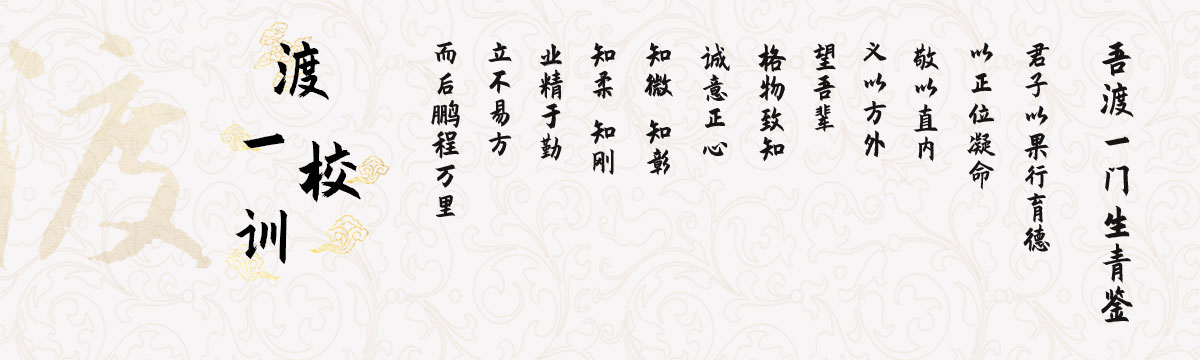 吾渡一门生青鉴
君子以果行育德
以正位凝命
敬以直内
义以方外
望吾辈
格物致知
诚意正心
知微 知彰
知柔 知刚
业精于勤
立不易方
而后鹏程万里
渡一校训
渡